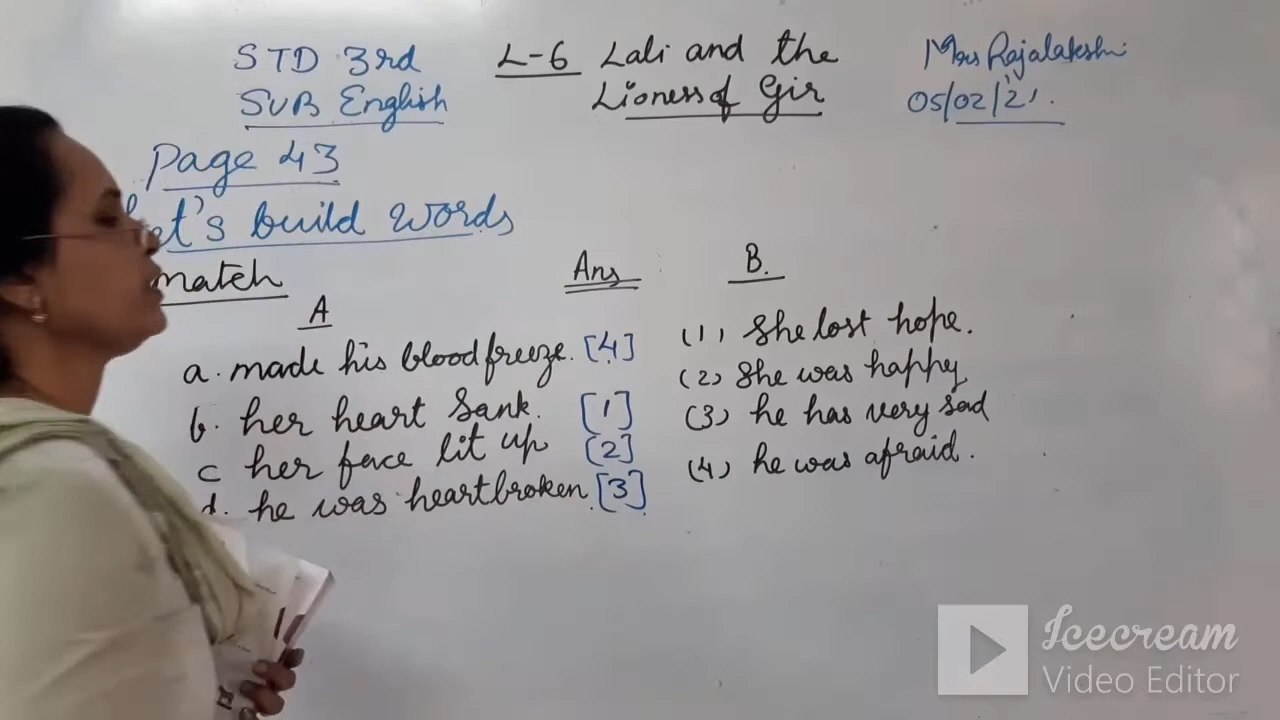 STD 3rd
SUB English
L-6 Lali and the
Lioness of Gir
Mrs Rajalakshmi
05/02/21.
Page 43
Let's build words
match
A
Ans
B.
a. made his blood freeze. [4]
b. her heart sank. [1]
c her face lit up [2]
d. he was heartbroken. [3]
(1) She lost hope.
(2) She was happy
(3) he has very sad
(4) he was afraid.
Icecream
Video Editor